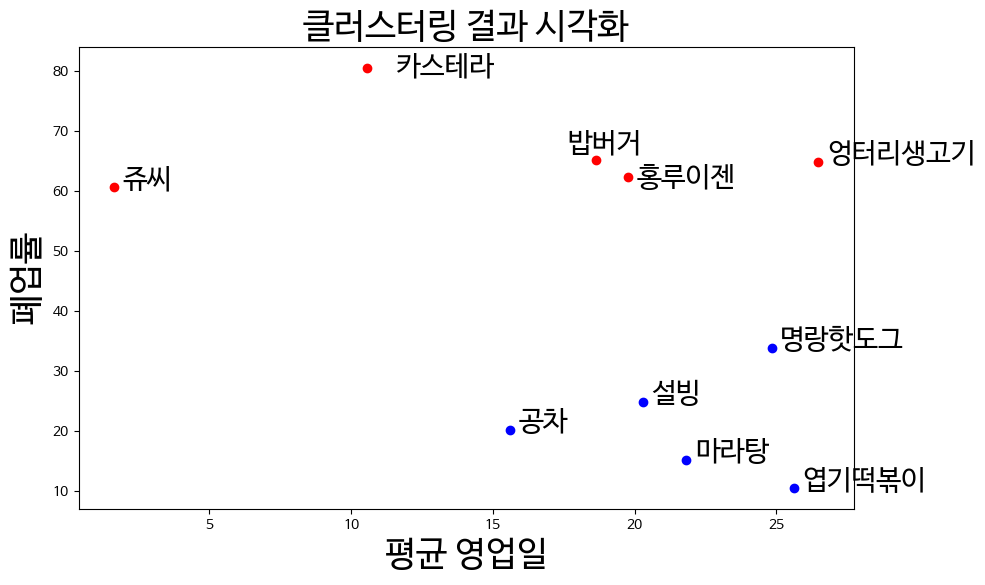 클러스터링 결과 시각화
80
카스테라
70
밥버거
엉터리생고기
쥬씨
홍루이젠
60
50
폐업률
40
명랑핫도그
30
설빙
공차
20
마라탕
엽기떡볶이
10
5
10
15
20
25
평균 영업일